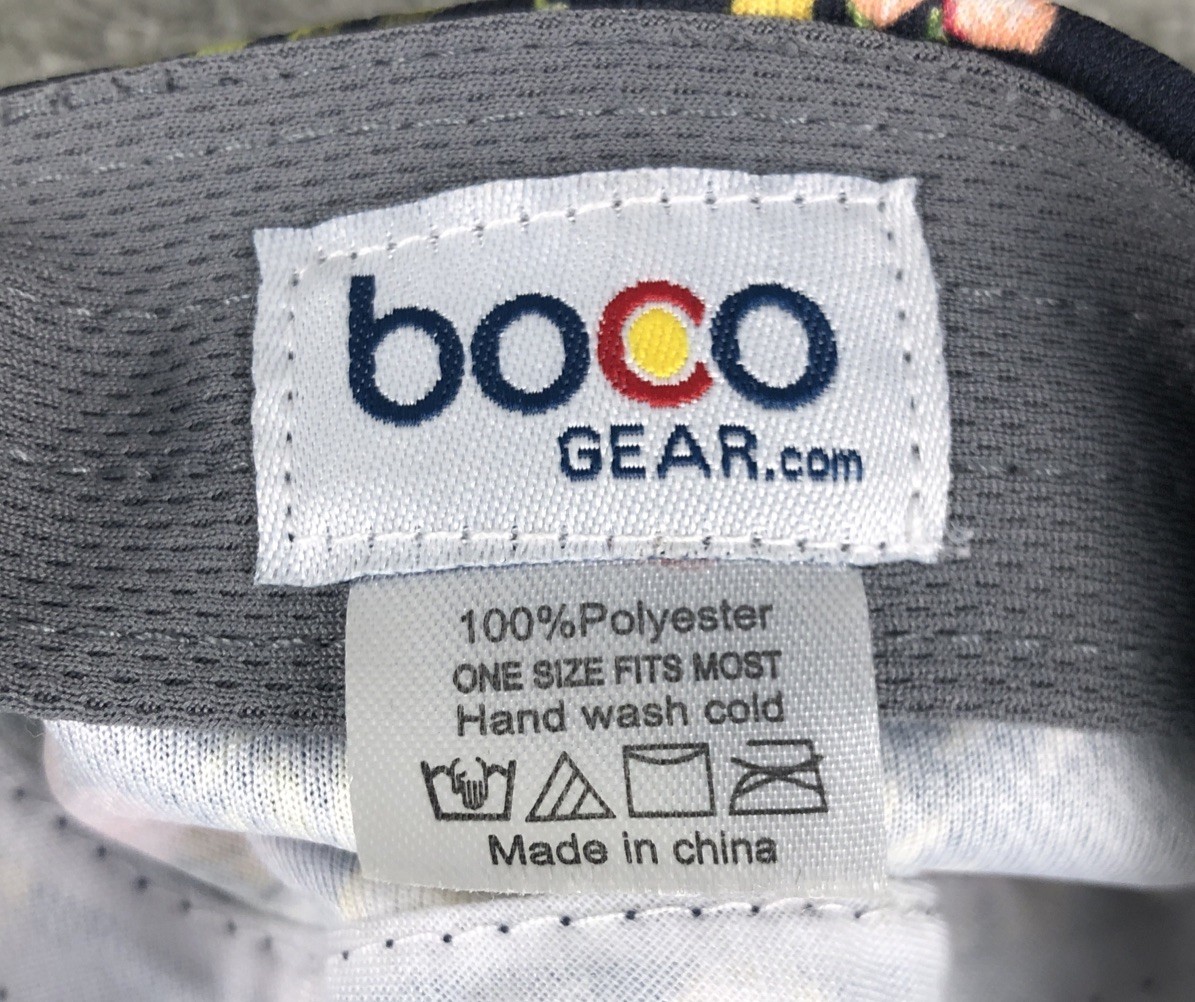 boco
GEAR.com
100%Polyester
ONE SIZE FITS MOST
Hand wash cold
Made in china